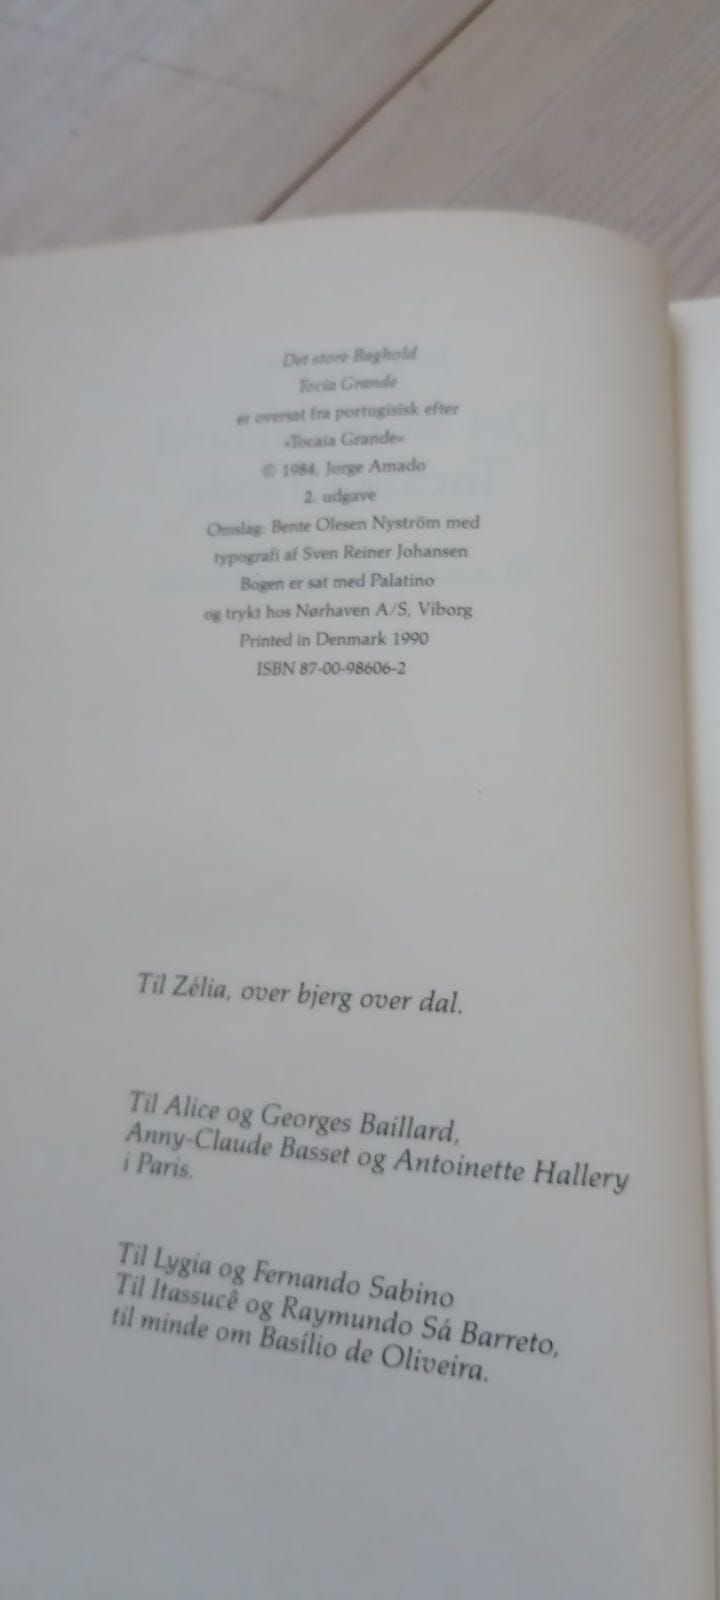 Det store Baghold
Tocia Grande
er oversat fra portugisisk efter
»Tocaia Grande«
© 1984, Jorge Amado
2. udgave
Omslag: Bente Olesen Nyström med
typografi af Sven Reiner Johansen
Bogen er sat med Palatino
og trykt hos Nørhaven A/S, Viborg
Printed in Denmark 1990
ISBN 87-00-98606-2
Til Zélia, over bjerg over dal.
Til Alice og Georges Baillard,
Anny-Claude Basset og Antoinette Hallery
i Paris.
Til Lygia og Fernando Sabino
Til Itassucê og Raymundo Sá Barreto,
til minde om Basílio de Oliveira.